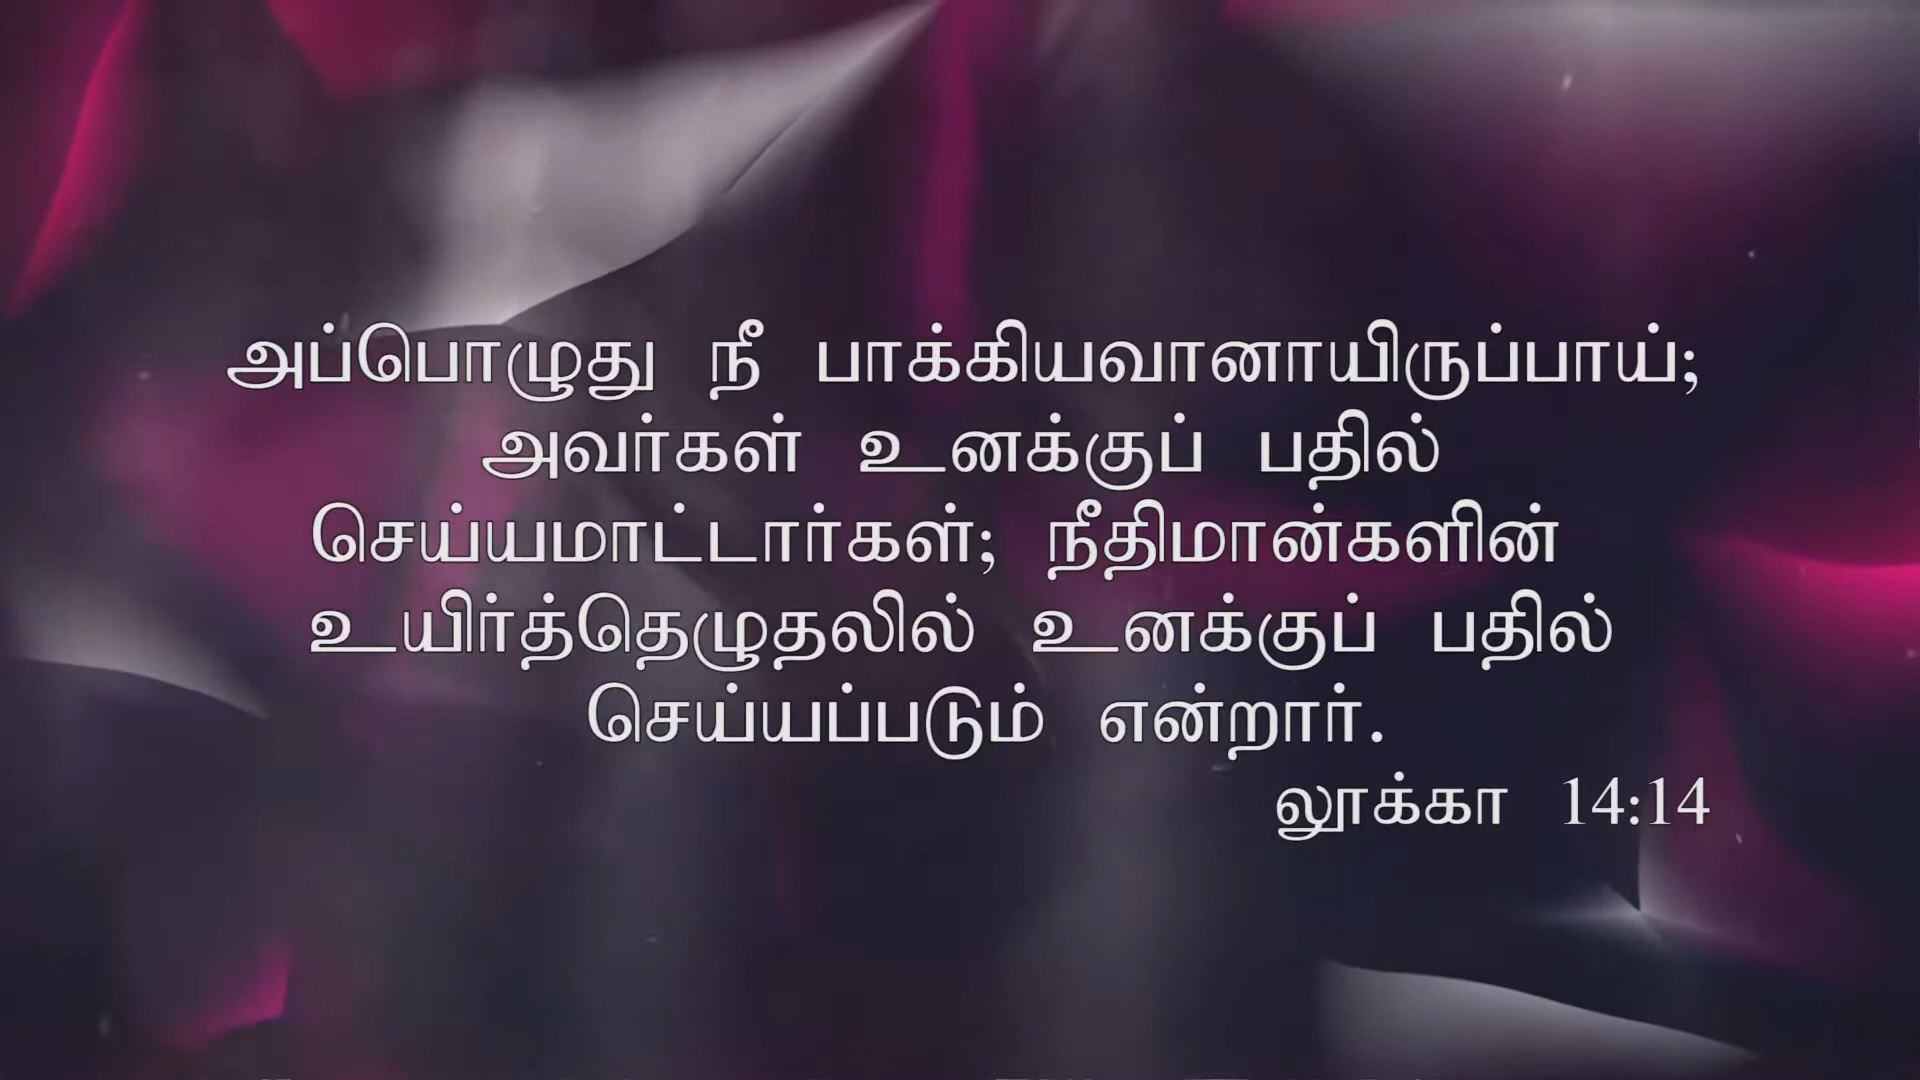 அப்பொழுது நீ பாக்கியவானாயிருப்பாய்;
அவர்கள் உனக்குப் பதில்
செய்யமாட்டார்கள்; நீதிமான்களின்
உயிர்த்தெழுதலில் உனக்குப் பதில்
செய்யப்படும் என்றார்.
லூக்கா 14:14